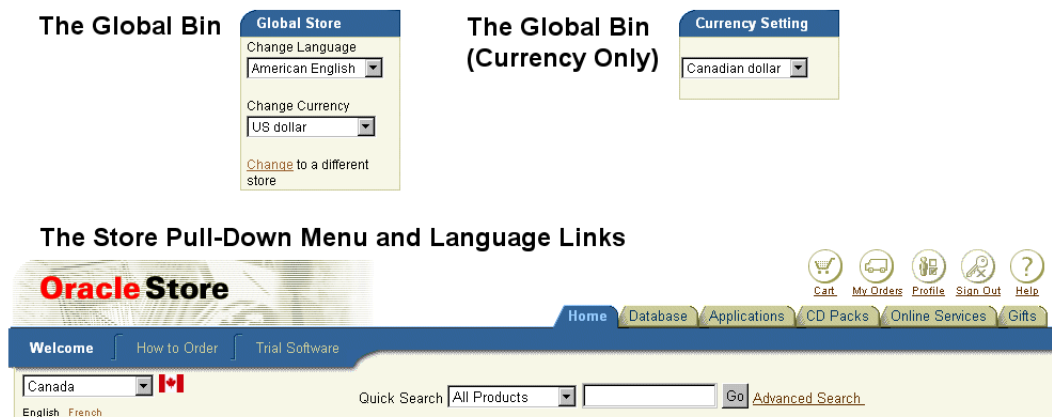 The Global Bin
Global Store
Change Language
American English
Change Currency
US dollar
Change to a different
store
The Global Bin
(Currency Only)
Currency Setting
Canadian dollar
The Store Pull-Down Menu and Language Links
Oracle Store
Cart My Orders Profile Sign Out Help
Home Database Applications CD Packs Online Services Gifts
Welcome How to Order Trial Software
Canada
Quick Search All Products Go Advanced Search
English French